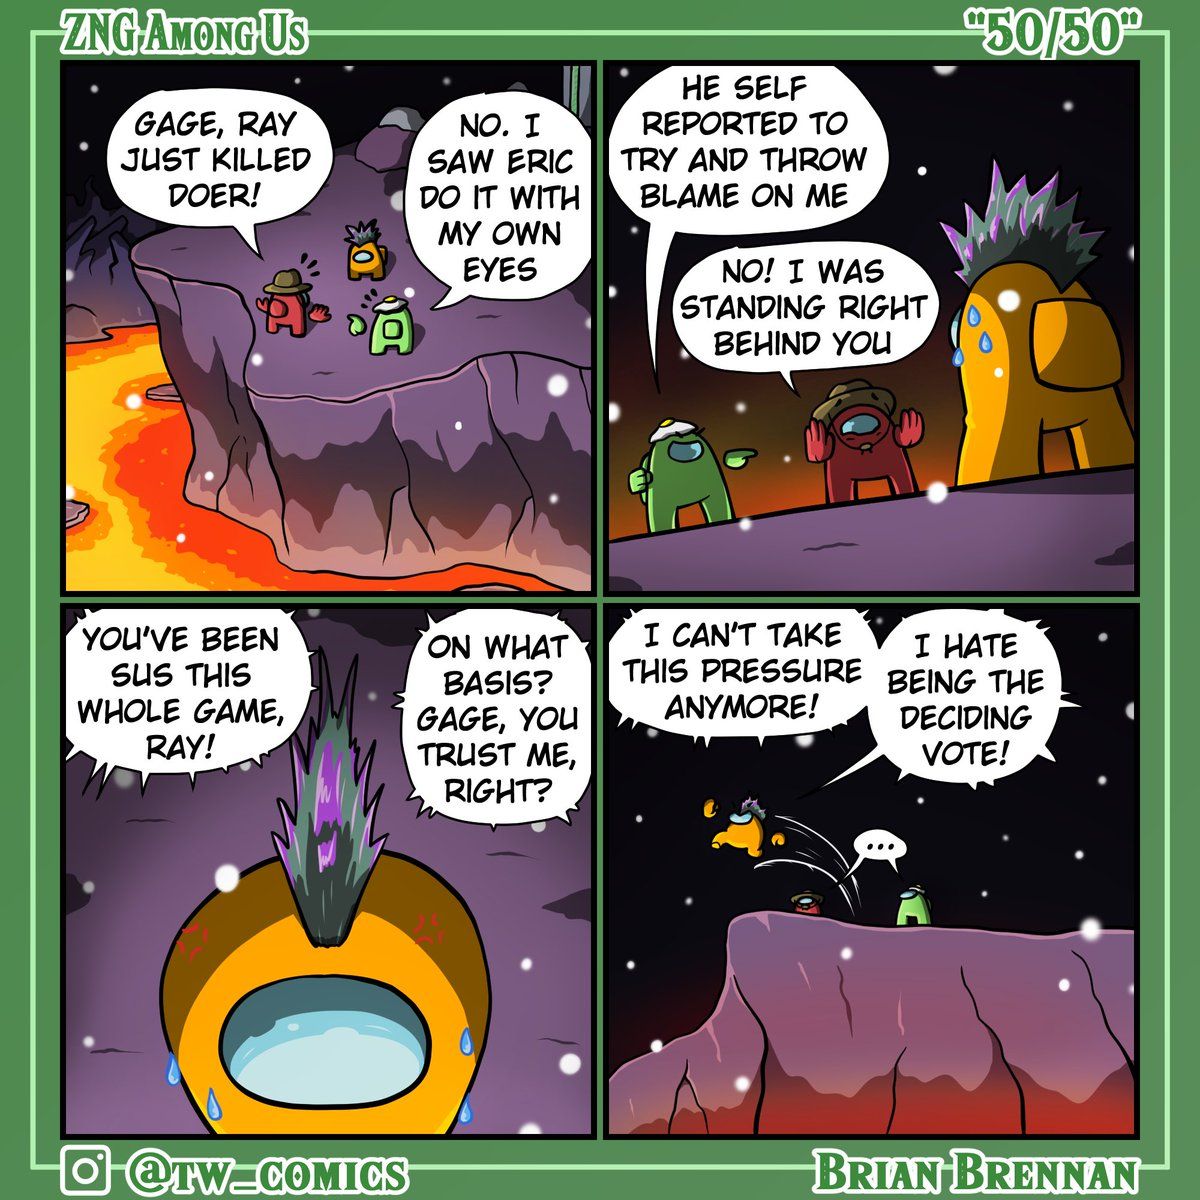 ZNG Among Us
"50/50"
GAGE, RAY
JUST KILLED
DOER!
NO. I
SAW ERIC
DO IT WITH
MY OWN
EYES
HE SELF
REPORTED TO
TRY AND THROW
BLAME ON ME
NO! I WAS
STANDING RIGHT
BEHIND YOU
YOU'VE BEEN
SUS THIS
WHOLE GAME,
RAY!
ON WHAT
BASIS?
GAGE, YOU
TRUST ME,
RIGHT?
I CAN'T TAKE
THIS PRESSURE
ANYMORE!
I HATE
BEING THE
DECIDING
VOTE!
...
@TW_COMICS
BRIAN BRENNAN